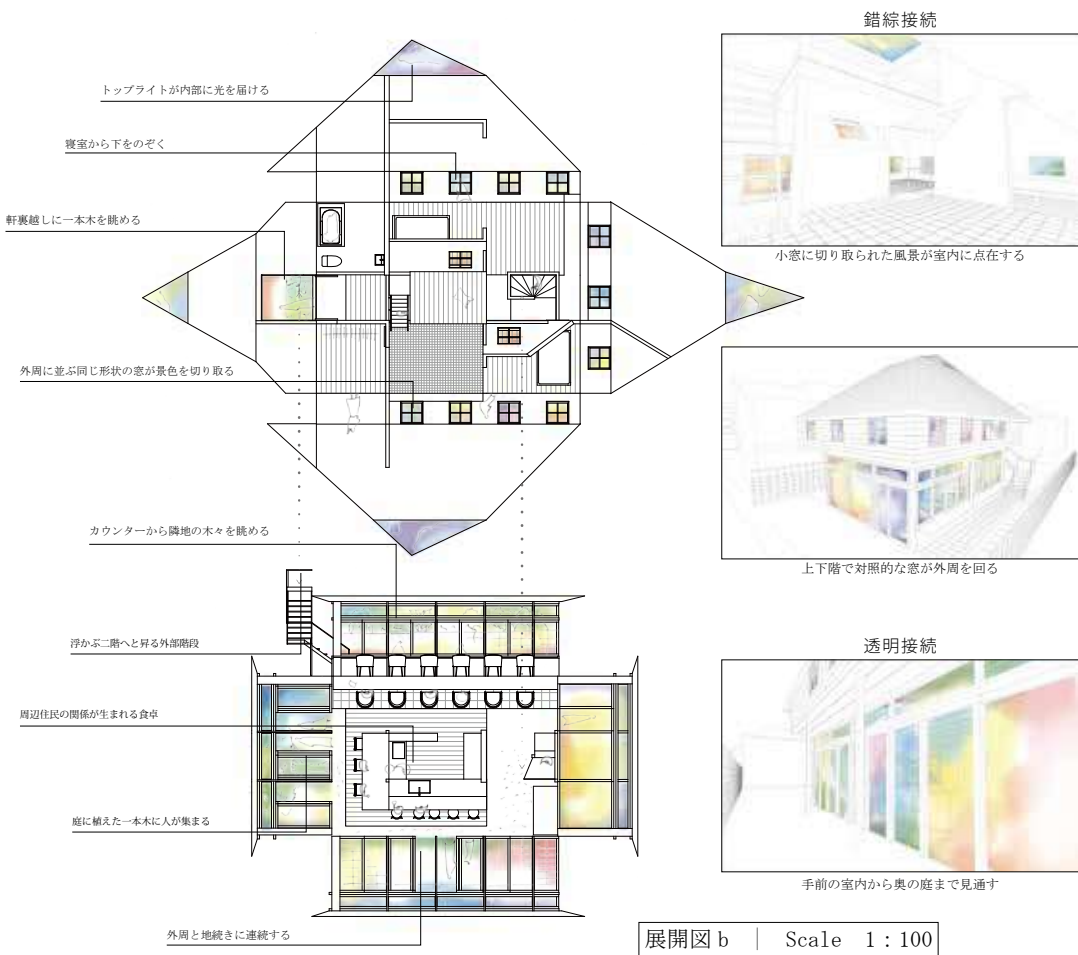 錯綜接続
トップライトが内部に光を届ける
寝室から下をのぞく
軒裏越しに一本木を眺める
小窓に切り取られた風景が室内に点在する
外周に並ぶ同じ形状の窓が景色を切り取る
カウンターから隣地の木々を眺める
上下階で対照的な窓が外周を回る
浮かぶ二階へと昇る外部階段
透明接続
周辺住民の関係が生まれる食卓
庭に植えた一本木に人が集まる
手前の室内から奥の庭まで見通す
外周と地続きに連続する
展開図 b ｜ Scale 1：100